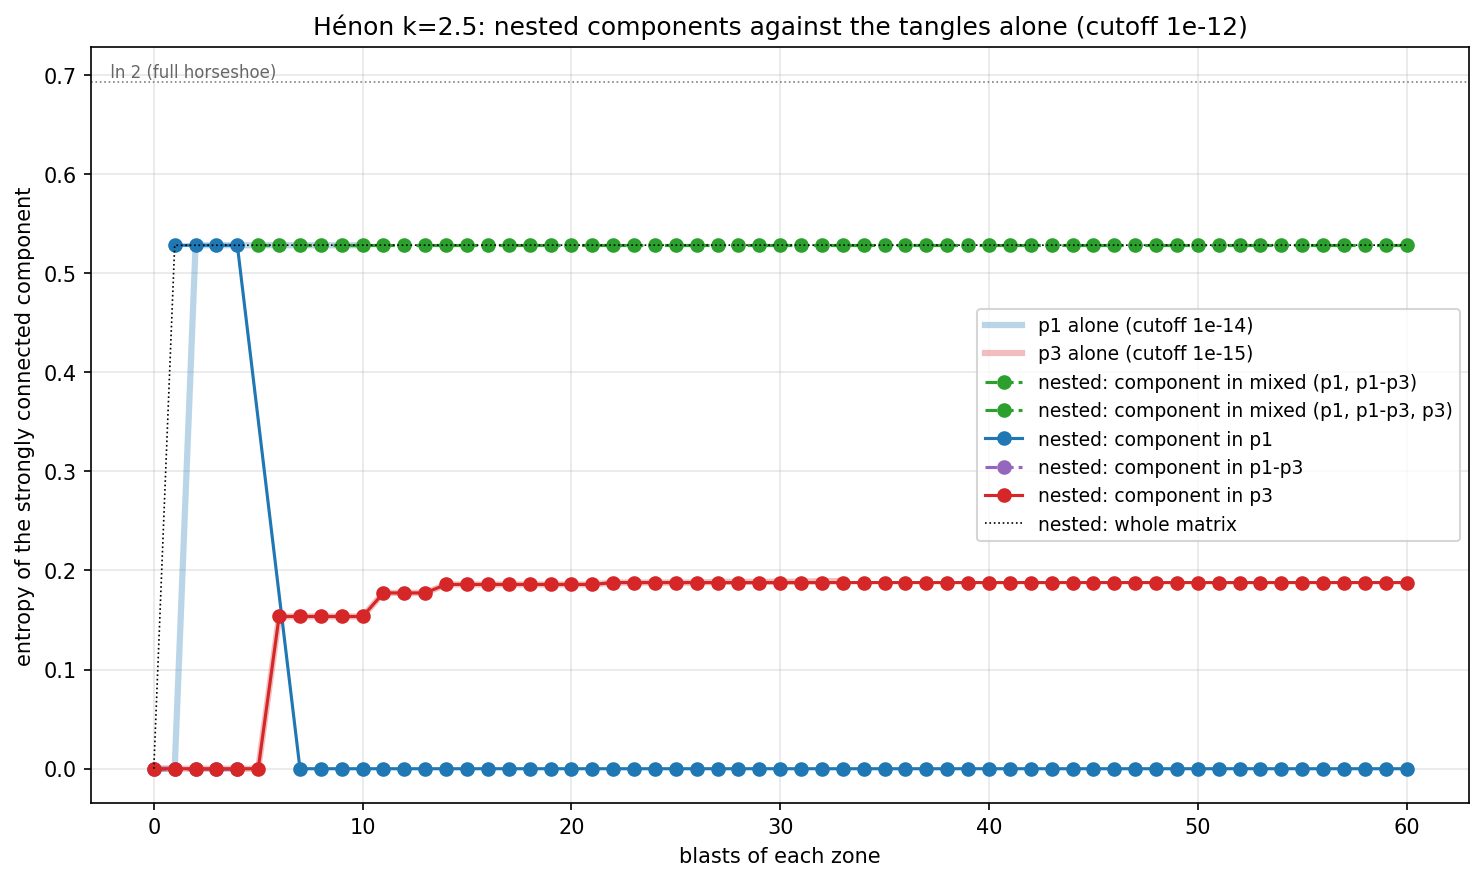 Hénon k=2.5: nested components against the tangles alone (cutoff 1e-12)
ln 2 (full horseshoe)
0.7
0.6
0.5
0.4
0.3
0.2
0.1
0.0
entropy of the strongly connected component
p1 alone (cutoff 1e-14)
p3 alone (cutoff 1e-15)
nested: component in mixed (p1, p1-p3)
nested: component in mixed (p1, p1-p3, p3)
nested: component in p1
nested: component in p1-p3
nested: component in p3
nested: whole matrix
0 10 20 30 40 50 60
blasts of each zone